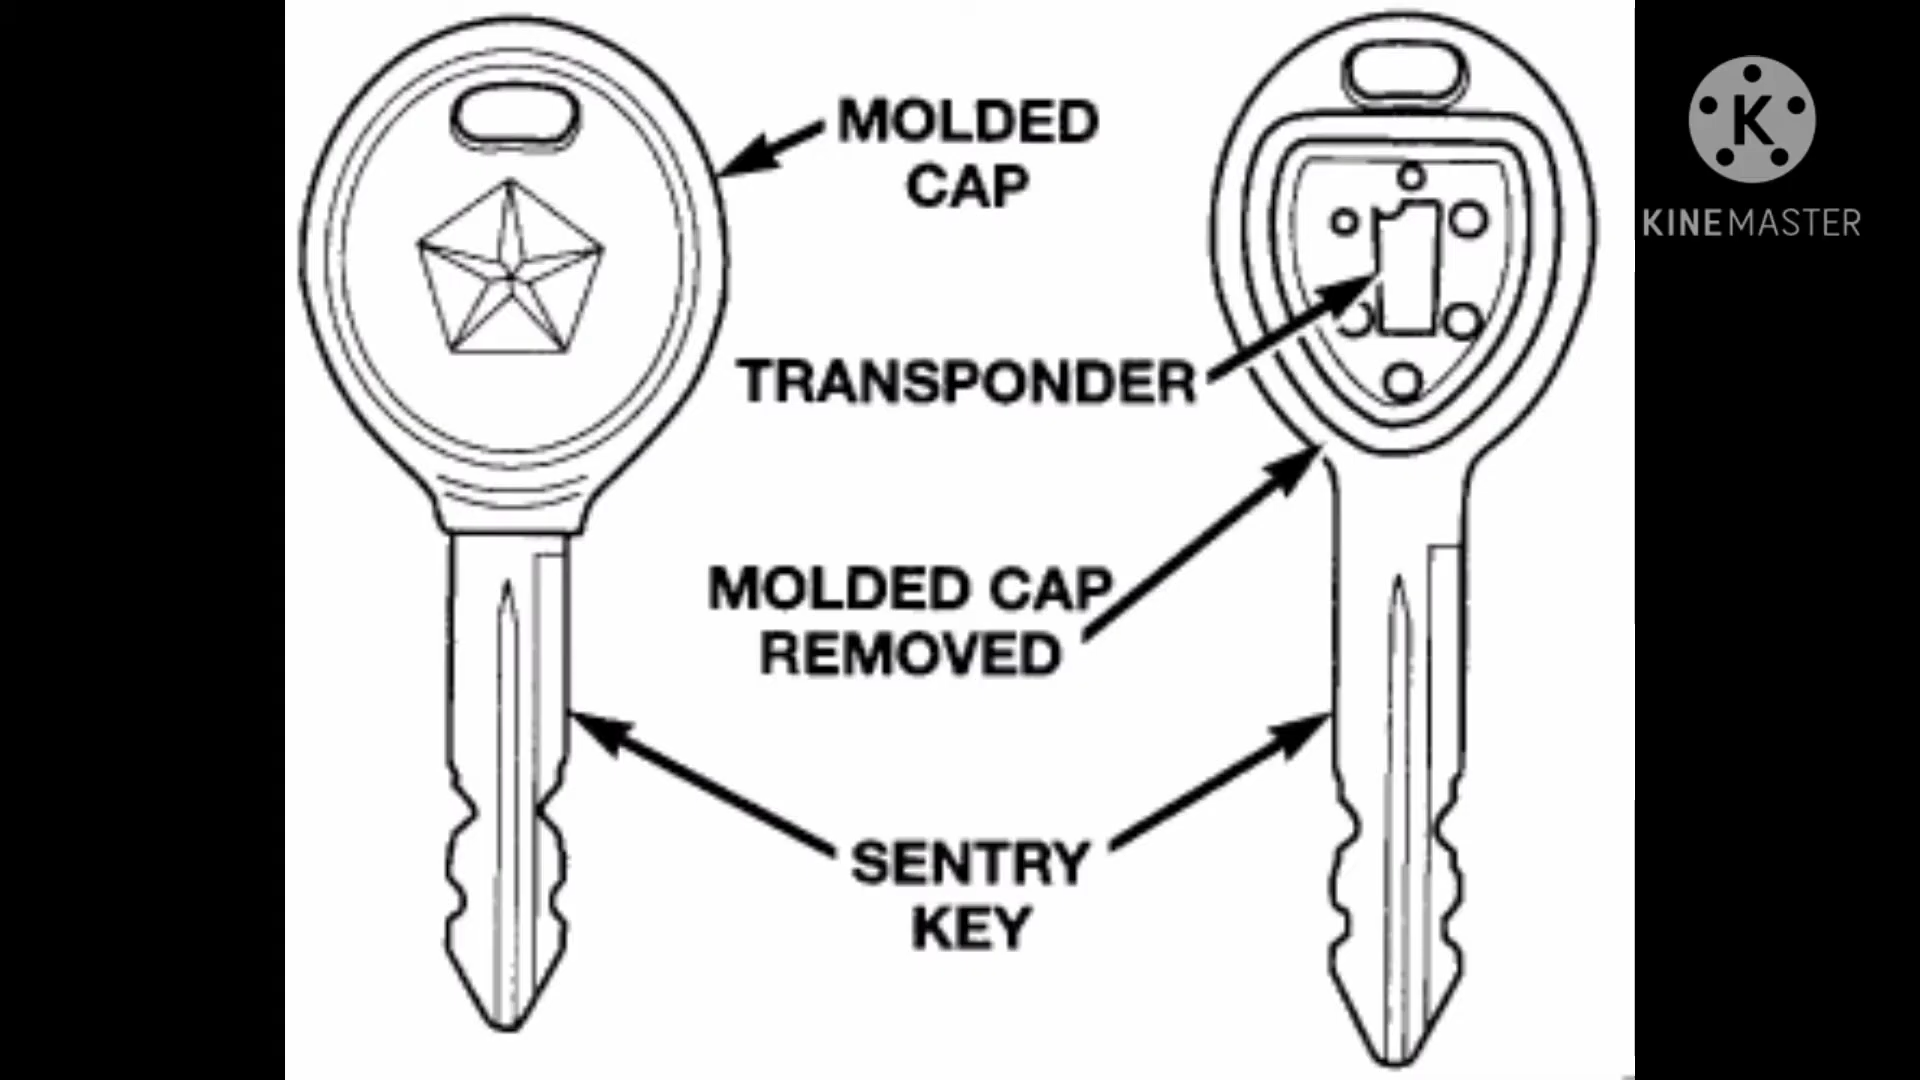 MOLDED
CAP
K
KINEMASTER
TRANSPONDER
MOLDED CAP
REMOVED
SENTRY
KEY